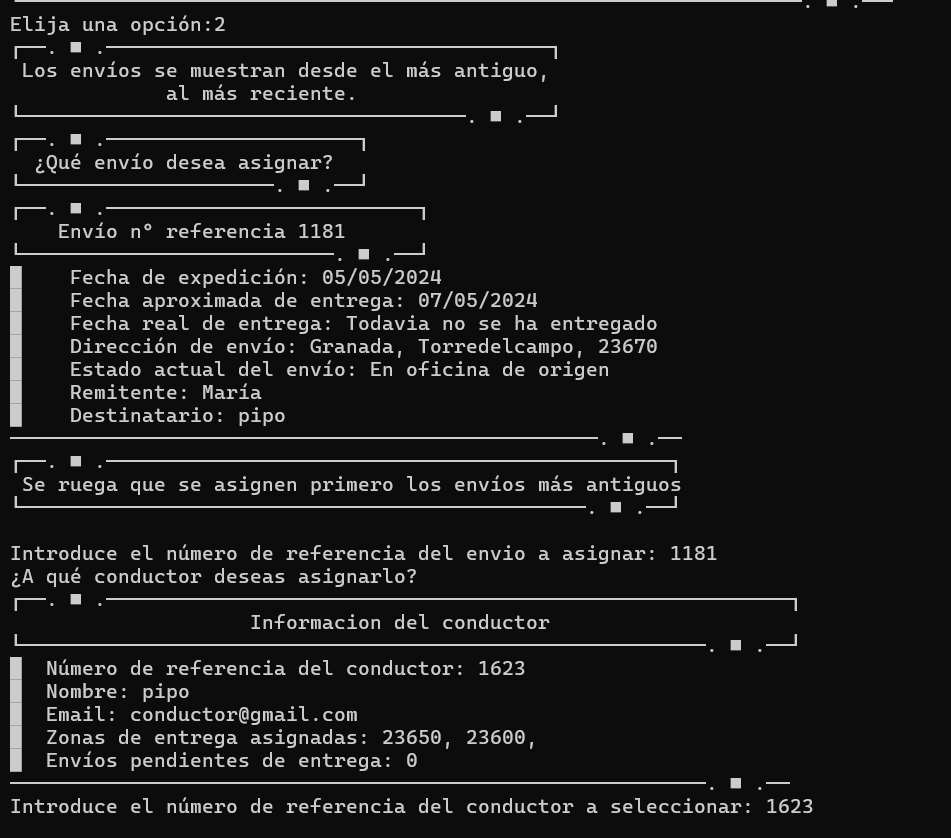 Elija una opción:2
Los envíos se muestran desde el más antiguo,
al más reciente.
¿Qué envío desea asignar?
Envío nº referencia 1181
Fecha de expedición: 05/05/2024
Fecha aproximada de entrega: 07/05/2024
Fecha real de entrega: Todavia no se ha entregado
Dirección de envío: Granada, Torredelcampo, 23670
Estado actual del envío: En oficina de origen
Remitente: María
Destinatario: pipo
Se ruega que se asignen primero los envíos más antiguos
Introduce el número de referencia del envio a asignar: 1181
¿A qué conductor deseas asignarlo?
Informacion del conductor
Número de referencia del conductor: 1623
Nombre: pipo
Email: conductor@gmail.com
Zonas de entrega asignadas: 23650, 23600,
Envíos pendientes de entrega: 0
Introduce el número de referencia del conductor a seleccionar: 1623